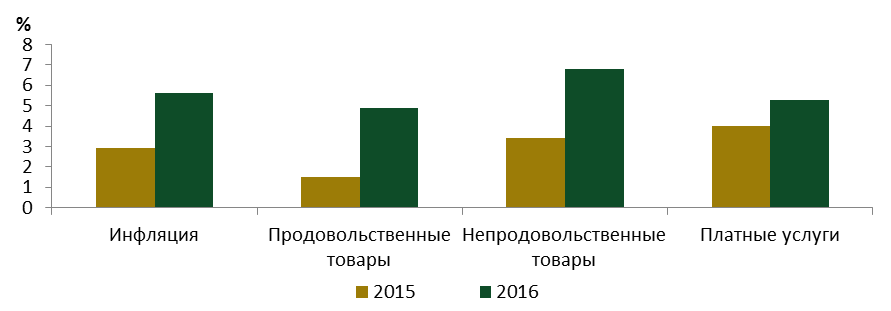 %
8
7
6
5
4
3
2
1
0
Инфляция
Продовольственные
товары
Непродовольственные
товары
Платные услуги
2015
2016